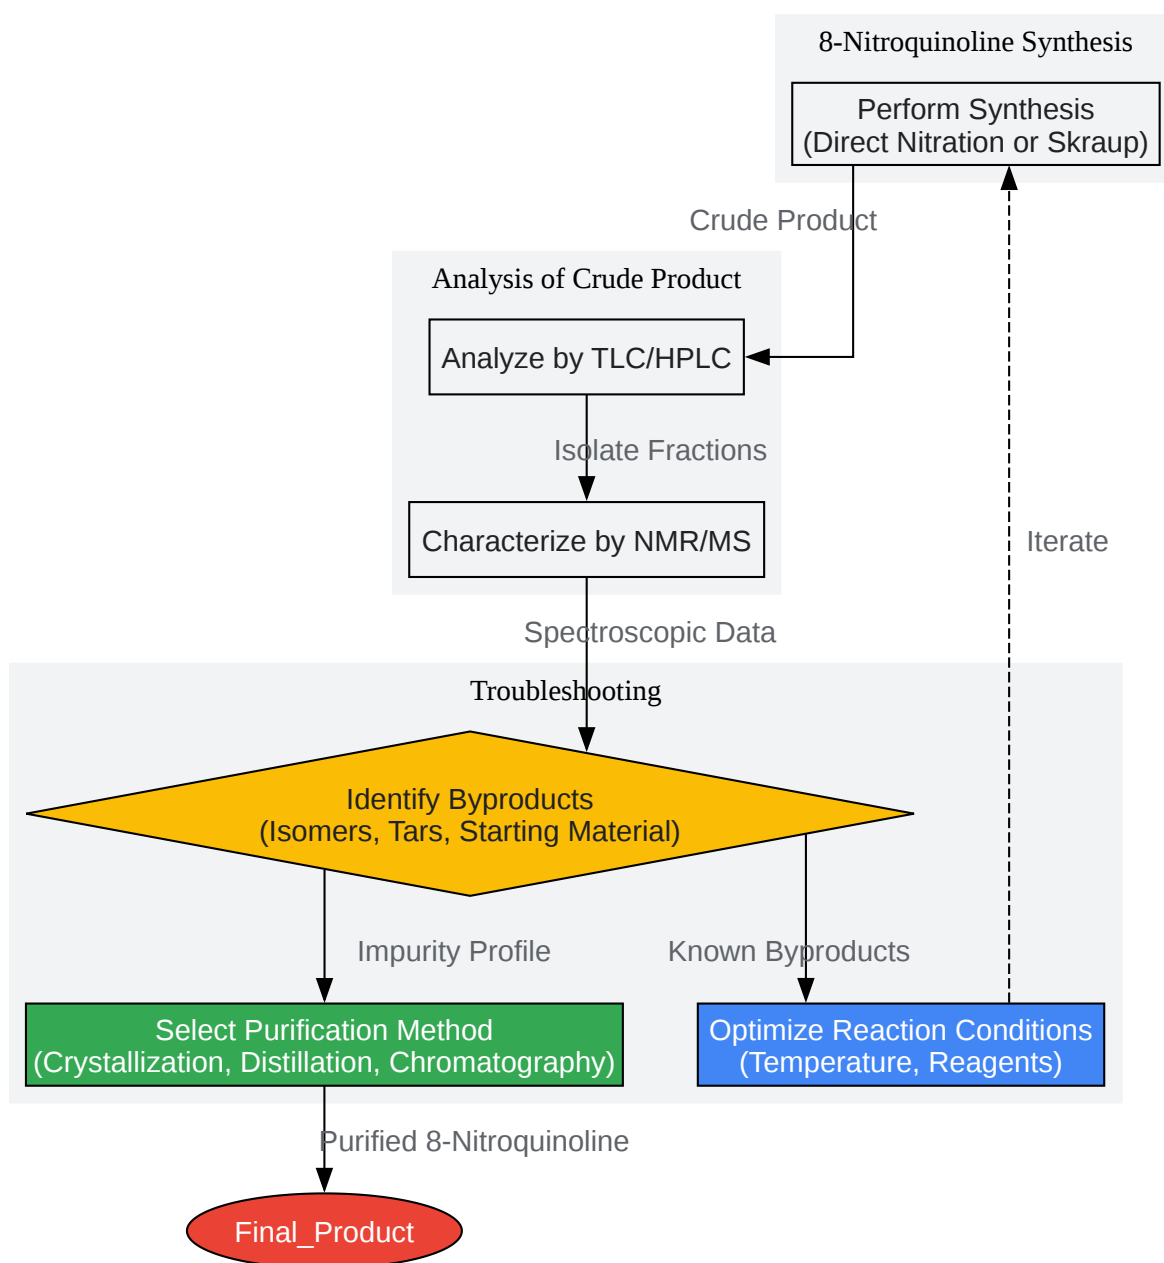 8-Nitroquinoline Synthesis
Perform Synthesis
(Direct Nitration or Skraup)
Crude Product
Analysis of Crude Product
Analyze by TLC/HPLC
Isolate Fractions
Characterize by NMR/MS
Iterate
Spectroscopic Data
Troubleshooting
Identify Byproducts
(Isomers, Tars, Starting Material)
Impurity Profile
Known Byproducts
Select Purification Method
(Crystallization, Distillation, Chromatography)
Optimize Reaction Conditions
(Temperature, Reagents)
Purified 8-Nitroquinoline
Final_Product